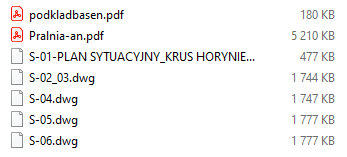 podkladbasen.pdf 180 KB
Pralnia-an.pdf 5 210 KB
S-01-PLAN SYTUACYJNY_KRUS HORYNIE... 477 KB
S-02_03.dwg 1 744 KB
S-04.dwg 1 747 KB
S-05.dwg 1 777 KB
S-06.dwg 1 777 KB